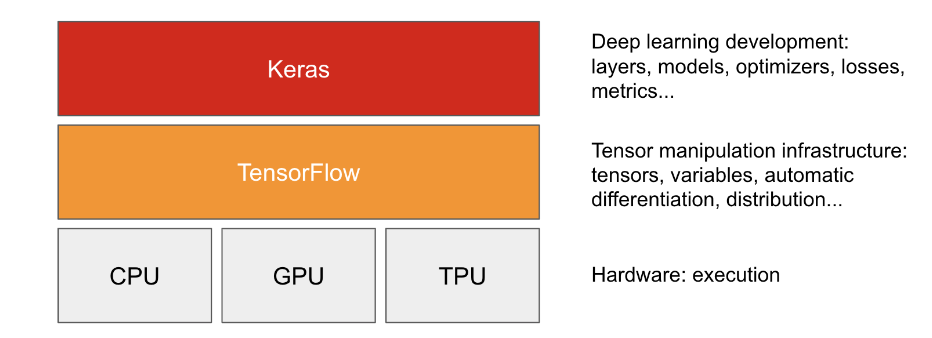 Keras
Deep learning development:
layers, models, optimizers, losses,
metrics...
TensorFlow
Tensor manipulation infrastructure:
tensors, variables, automatic
differentiation, distribution...
CPU
GPU
TPU
Hardware: execution